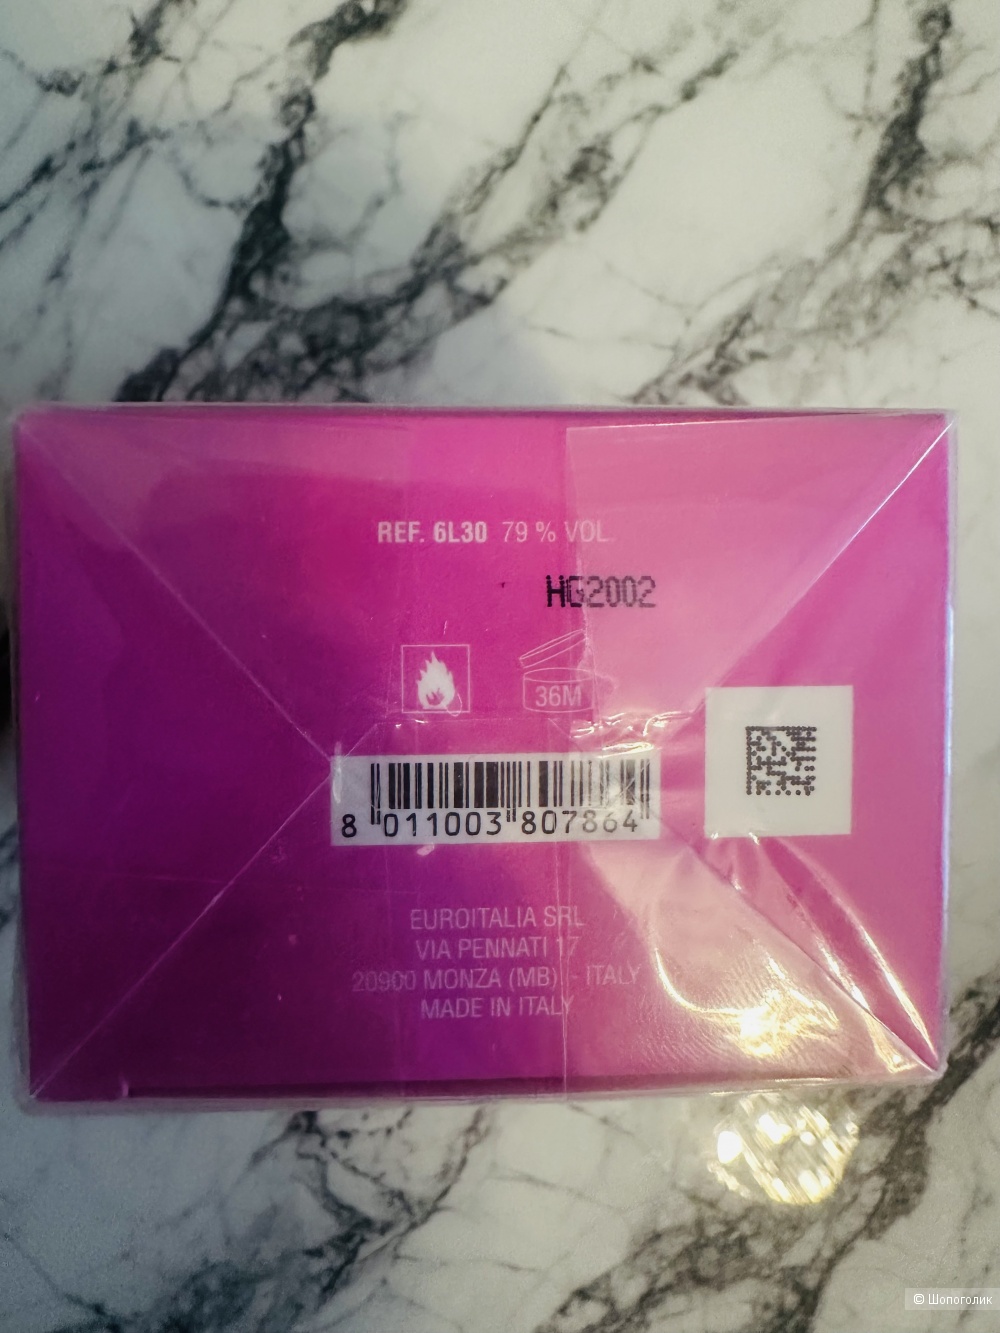 REF. 6L30 79 % VOL.
HG2002
36M
8 011003 807864
EUROITALIA SRL
VIA PENNATI 17
20900 MONZA (MB) - ITALY
MADE IN ITALY
© Шопоголик